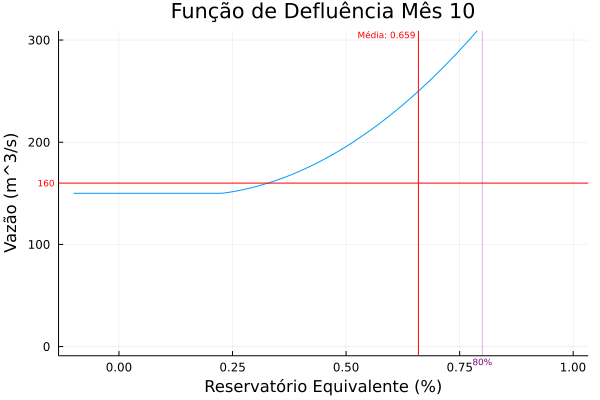 Função de Defluência Mês 10
Vazão (m^3/s)
300
200
100
0
160
Média: 0.659
0.00
0.25
0.50
0.75
80%
1.00
Reservatório Equivalente (%)